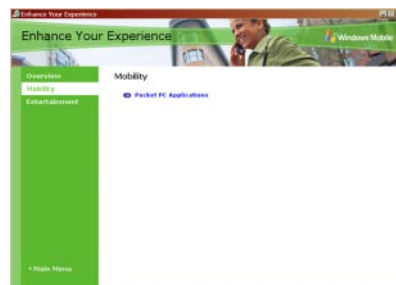 Enhance Your Experience
Enhance Your Experience
Windows Mobile
Overview
Mobility
Mobility
Pocket PC Applications
Entertainment
Main Menu